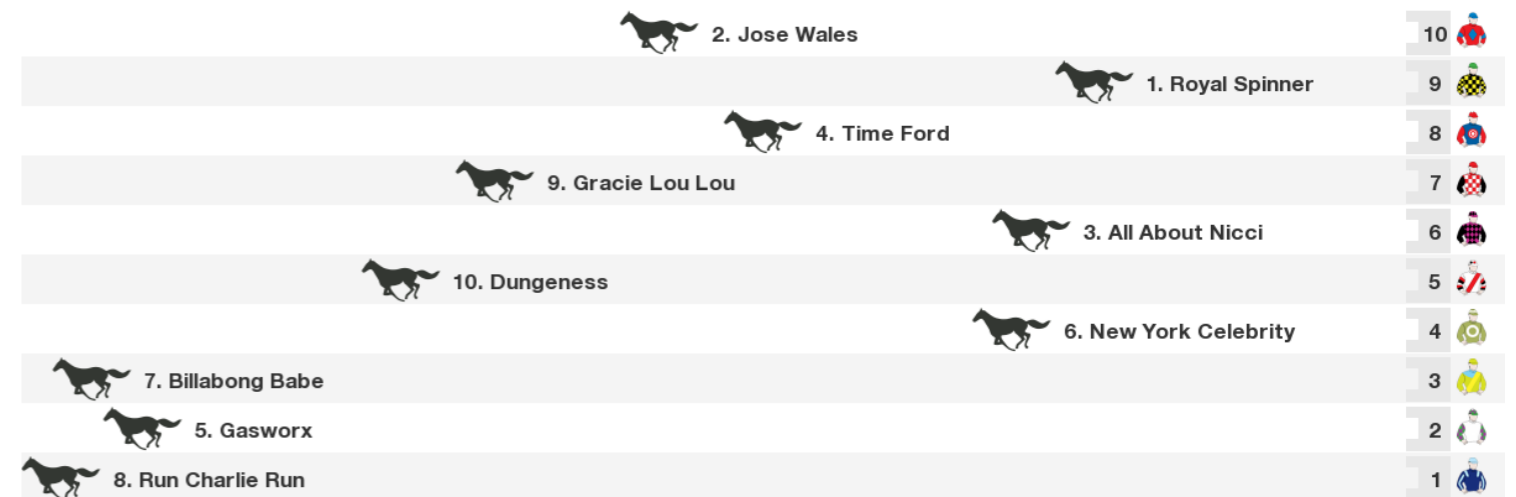 2. Jose Wales 10
1. Royal Spinner 9
4. Time Ford 8
9. Gracie Lou Lou 7
3. All About Nicci 6
10. Dungeness 5
6. New York Celebrity 4
7. Billabong Babe 3
5. Gasworx 2
8. Run Charlie Run 1